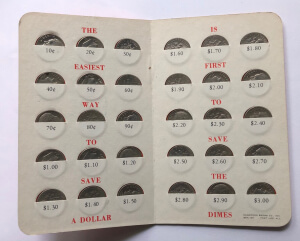 THE
10¢ 20¢ 30¢
EASIEST
40¢ 50¢ 60¢
WAY
70¢ 80¢ 90¢
TO
$1.00 $1.10 $1.20
SAVE
$1.30 $1.40 $1.50
A DOLLAR
IS
$1.60 $1.70 $1.80
FIRST
$1.90 $2.00 $2.10
TO
$2.20 $2.30 $2.40
SAVE
$2.50 $2.60 $2.70
THE
$2.80 $2.90 $3.00
DIMES